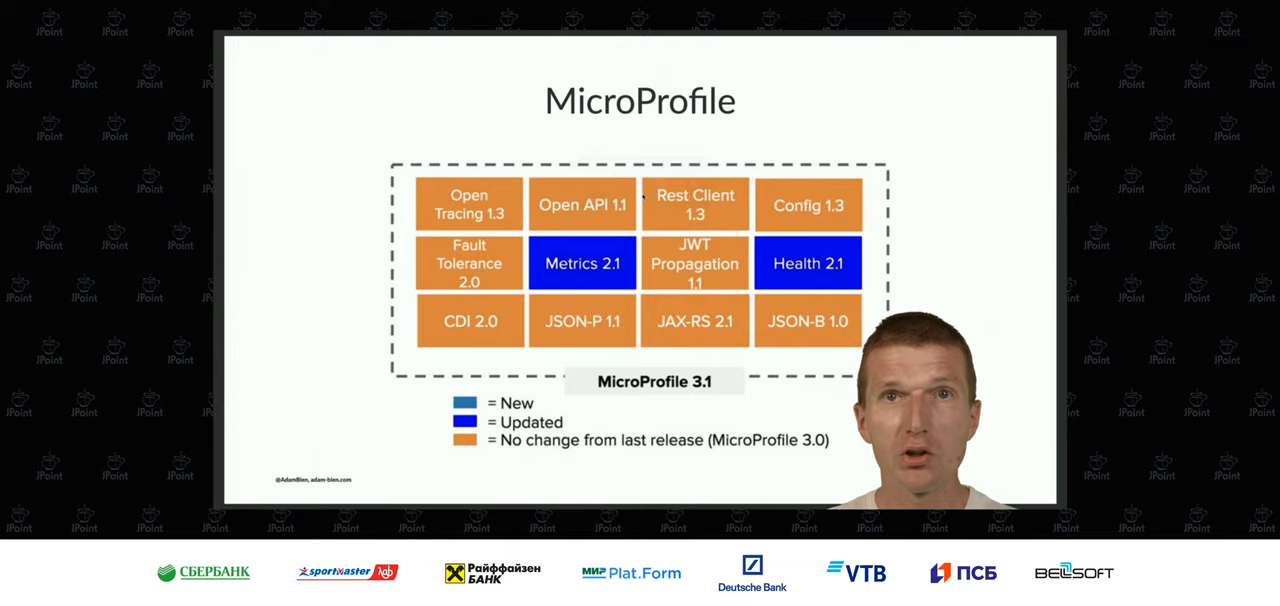 MicroProfile
Open
Tracing 1.3
Open API 1.1
Rest Client
1.3
Config 1.3
Fault
Tolerance
2.0
Metrics 2.1
JWT
Propagation
1.1
Health 2.1
CDI 2.0
JSON-P 1.1
JAX-RS 2.1
JSON-B 1.0
MicroProfile 3.1
= New
= Updated
= No change from last release (MicroProfile 3.0)
@AdamBien, adam-bien.com
JPoint
СБЕРБАНК
sportmaster lab
Райффайзен
БАНК
МИР Plat.Form
Deutsche Bank
VTB
ПСБ
BELLSOFT